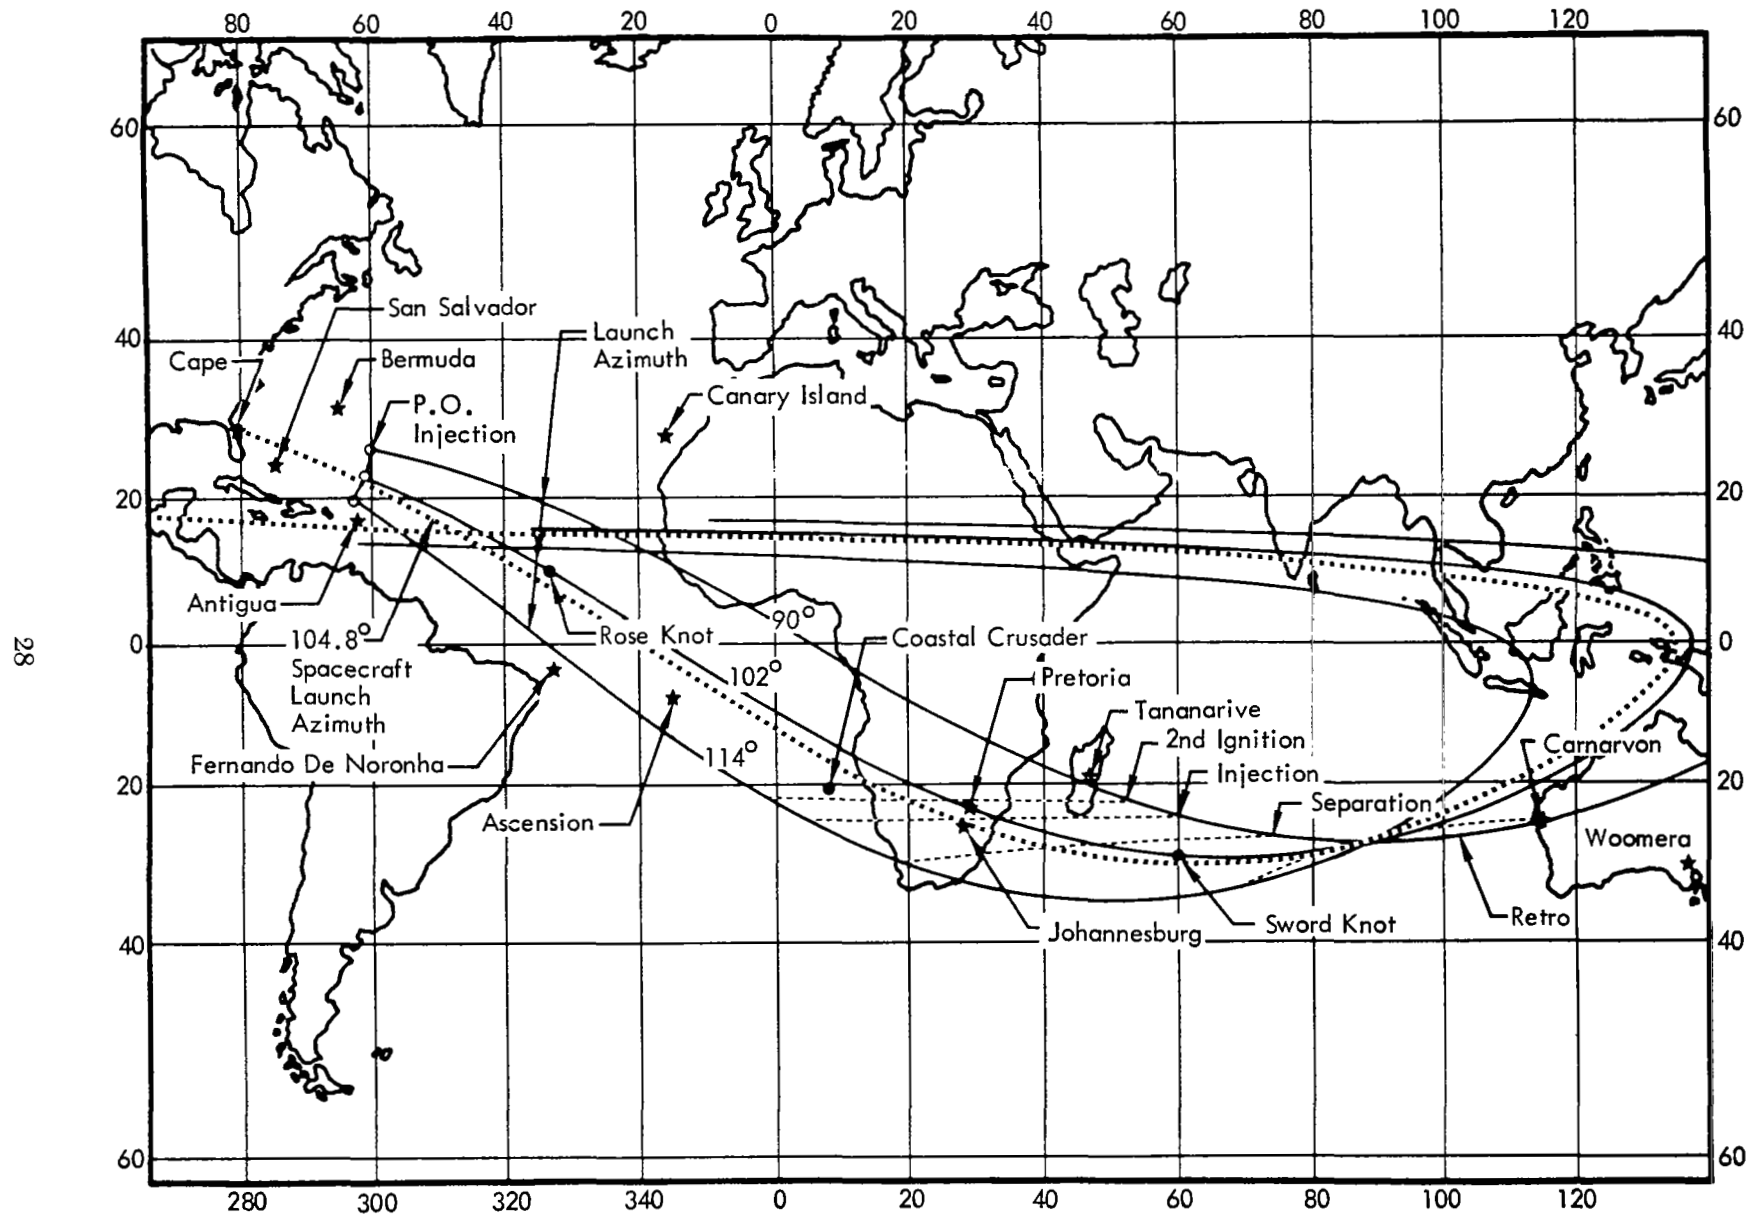 80 60 40 20 0 20 40 60 80 100 120
60 60
San Salvador
Launch
Azimuth
40 40
Cape
Bermuda
Canary Island
P.O.
Injection
20 20
Antigua
90°
104.8°
Spacecraft
Launch
Azimuth
Rose Knot
Coastal Crusader
0 0
28
102°
Pretoria
Tananarive
2nd Ignition
Carnarvon
114°
Fernando De Noronha
Injection
20 20
Separation
Ascension
Woomera
Johannesburg
Sword Knot
Retro
40 40
60 60
280 300 320 340 0 20 40 60 80 100 120